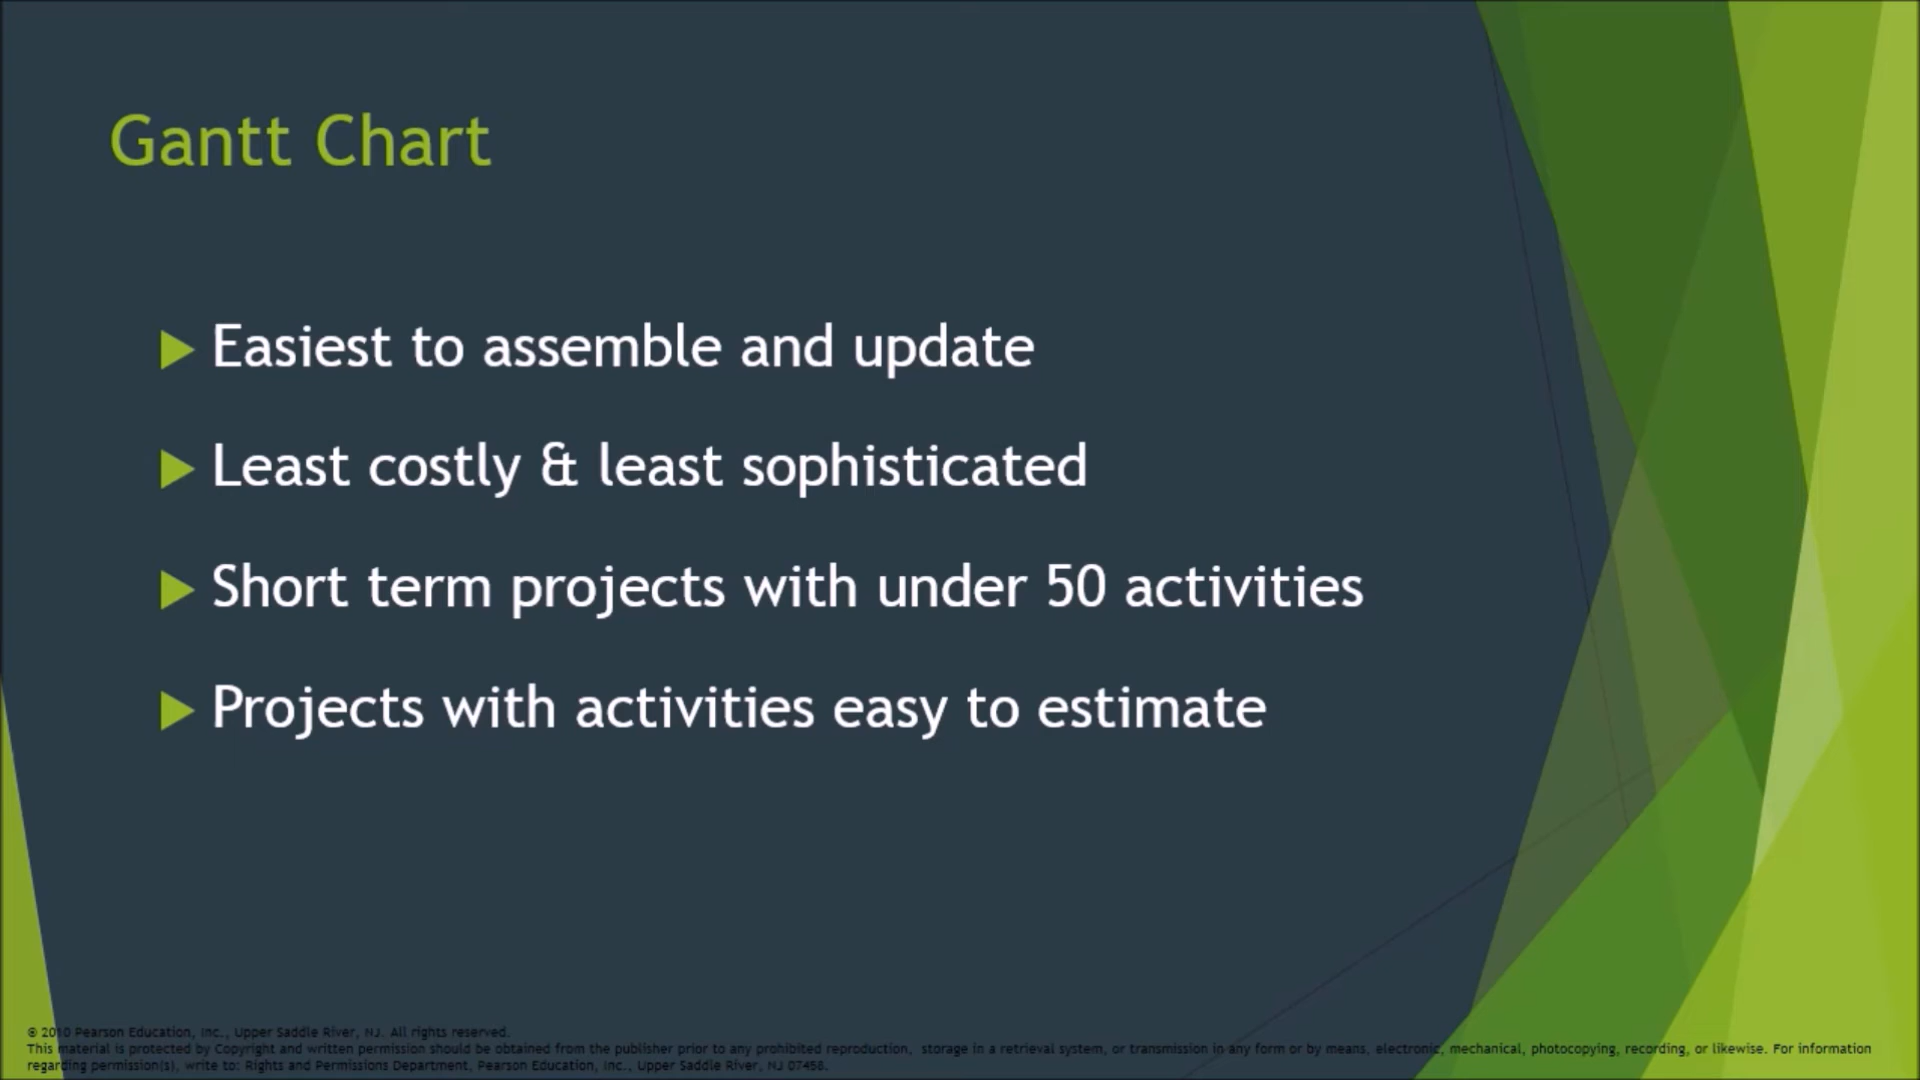 Gantt Chart
Easiest to assemble and update
Least costly & least sophisticated
Short term projects with under 50 activities
Projects with activities easy to estimate
© 2010 Pearson Education, Inc., Upper Saddle River, NJ. All rights reserved.
This material is protected by Copyright and written permission should be obtained from the publisher prior to any prohibited reproduction, storage in a retrieval system, or transmission in any form or by means, electronic, mechanical, photocopying, recording, or likewise. For information
regarding permission(s), write to: Rights and Permissions Department, Pearson Education, Inc., Upper Saddle River, NJ 07458.